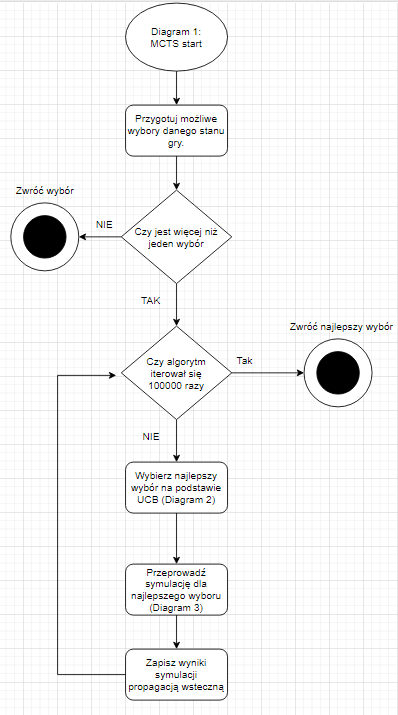 Diagram 1:
MCTS start
Przygotuj możliwe
wybory danego stanu
gry.
Zwróć wybór
NIE
Czy jest więcej niż
jeden wybór
TAK
Zwróć najlepszy wybór
Czy algorytm
iterował się
100000 razy
Tak
NIE
Wybierz najlepszy
wybór na podstawie
UCB (Diagram 2)
Przeprowadź
symulację dla
najlepszego wyboru
(Diagram 3)
Zapisz wyniki
symulacji
propagacją wsteczną